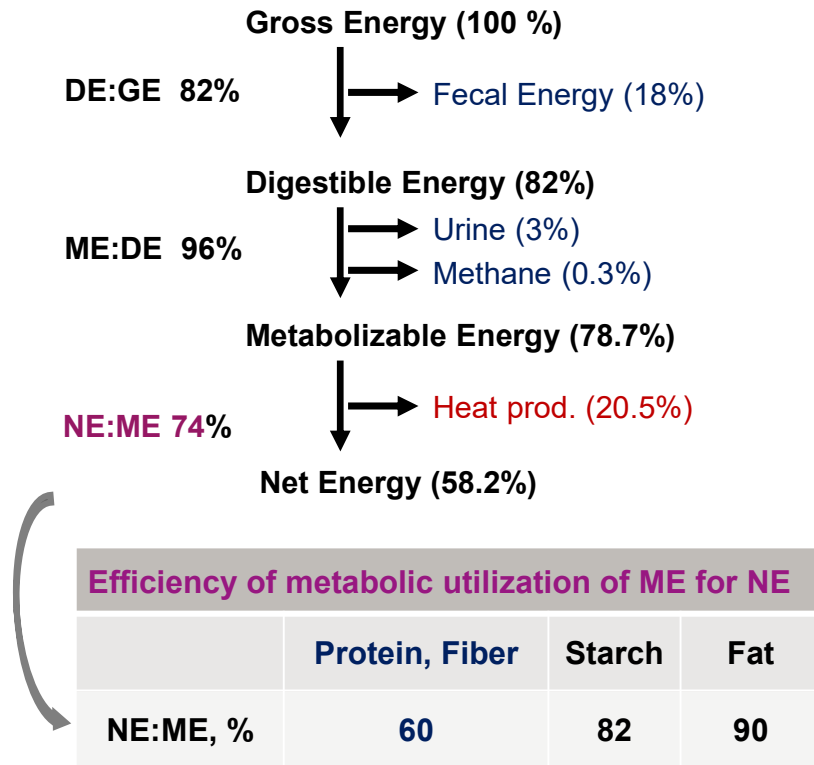 Gross Energy (100 %)
DE:GE 82%
Fecal Energy (18%)
Digestible Energy (82%)
Urine (3%)
ME:DE 96%
Methane (0.3%)
Metabolizable Energy (78.7%)
Heat prod. (20.5%)
NE:ME 74%
Net Energy (58.2%)
Efficiency of metabolic utilization of ME for NE
Protein, Fiber Starch Fat
NE:ME, % 60 82 90